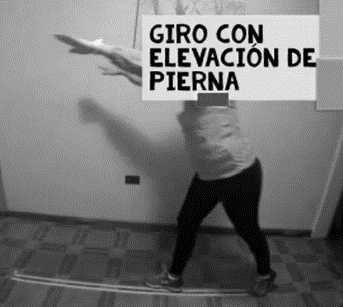 GIRO CON
ELEVACIÓN DE
PIERNA